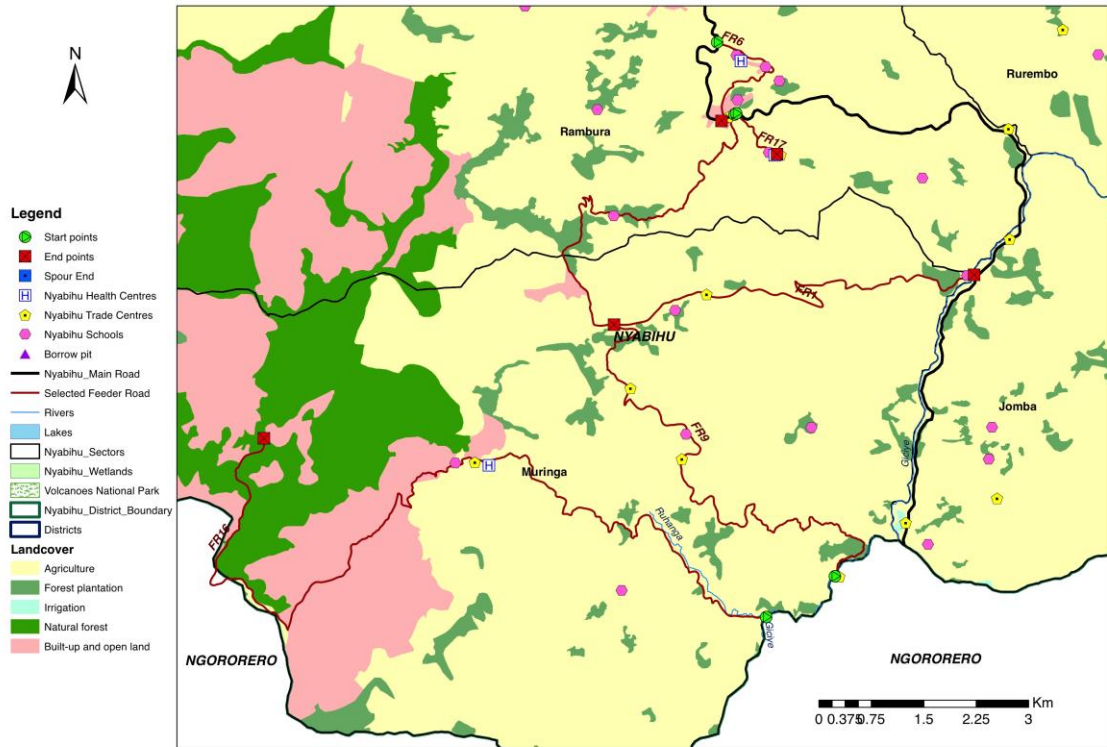 N
Legend
Start points
End points
Spour End
H Nyabihu Health Centres
Nyabihu Trade Centres
Nyabihu Schools
Borrow pit
Nyabihu_Main Road
Selected Feeder Road
Rivers
Lakes
Nyabihu_Sectors
Nyabihu_Wetlands
Volcanoes National Park
Nyabihu_District_Boundary
Districts
Landcover
Agriculture
Forest plantation
Irrigation
Natural forest
Built-up and open land
FR6
H
Rurembo
Rambura
FR17
FR1
NYABIHU
Jomba
FR9
Giciye
H
Muringa
Ruhanga
FR16
Giciye
NGORORERO
NGORORERO
Km
0 0.375 0.75 1.5 2.25 3